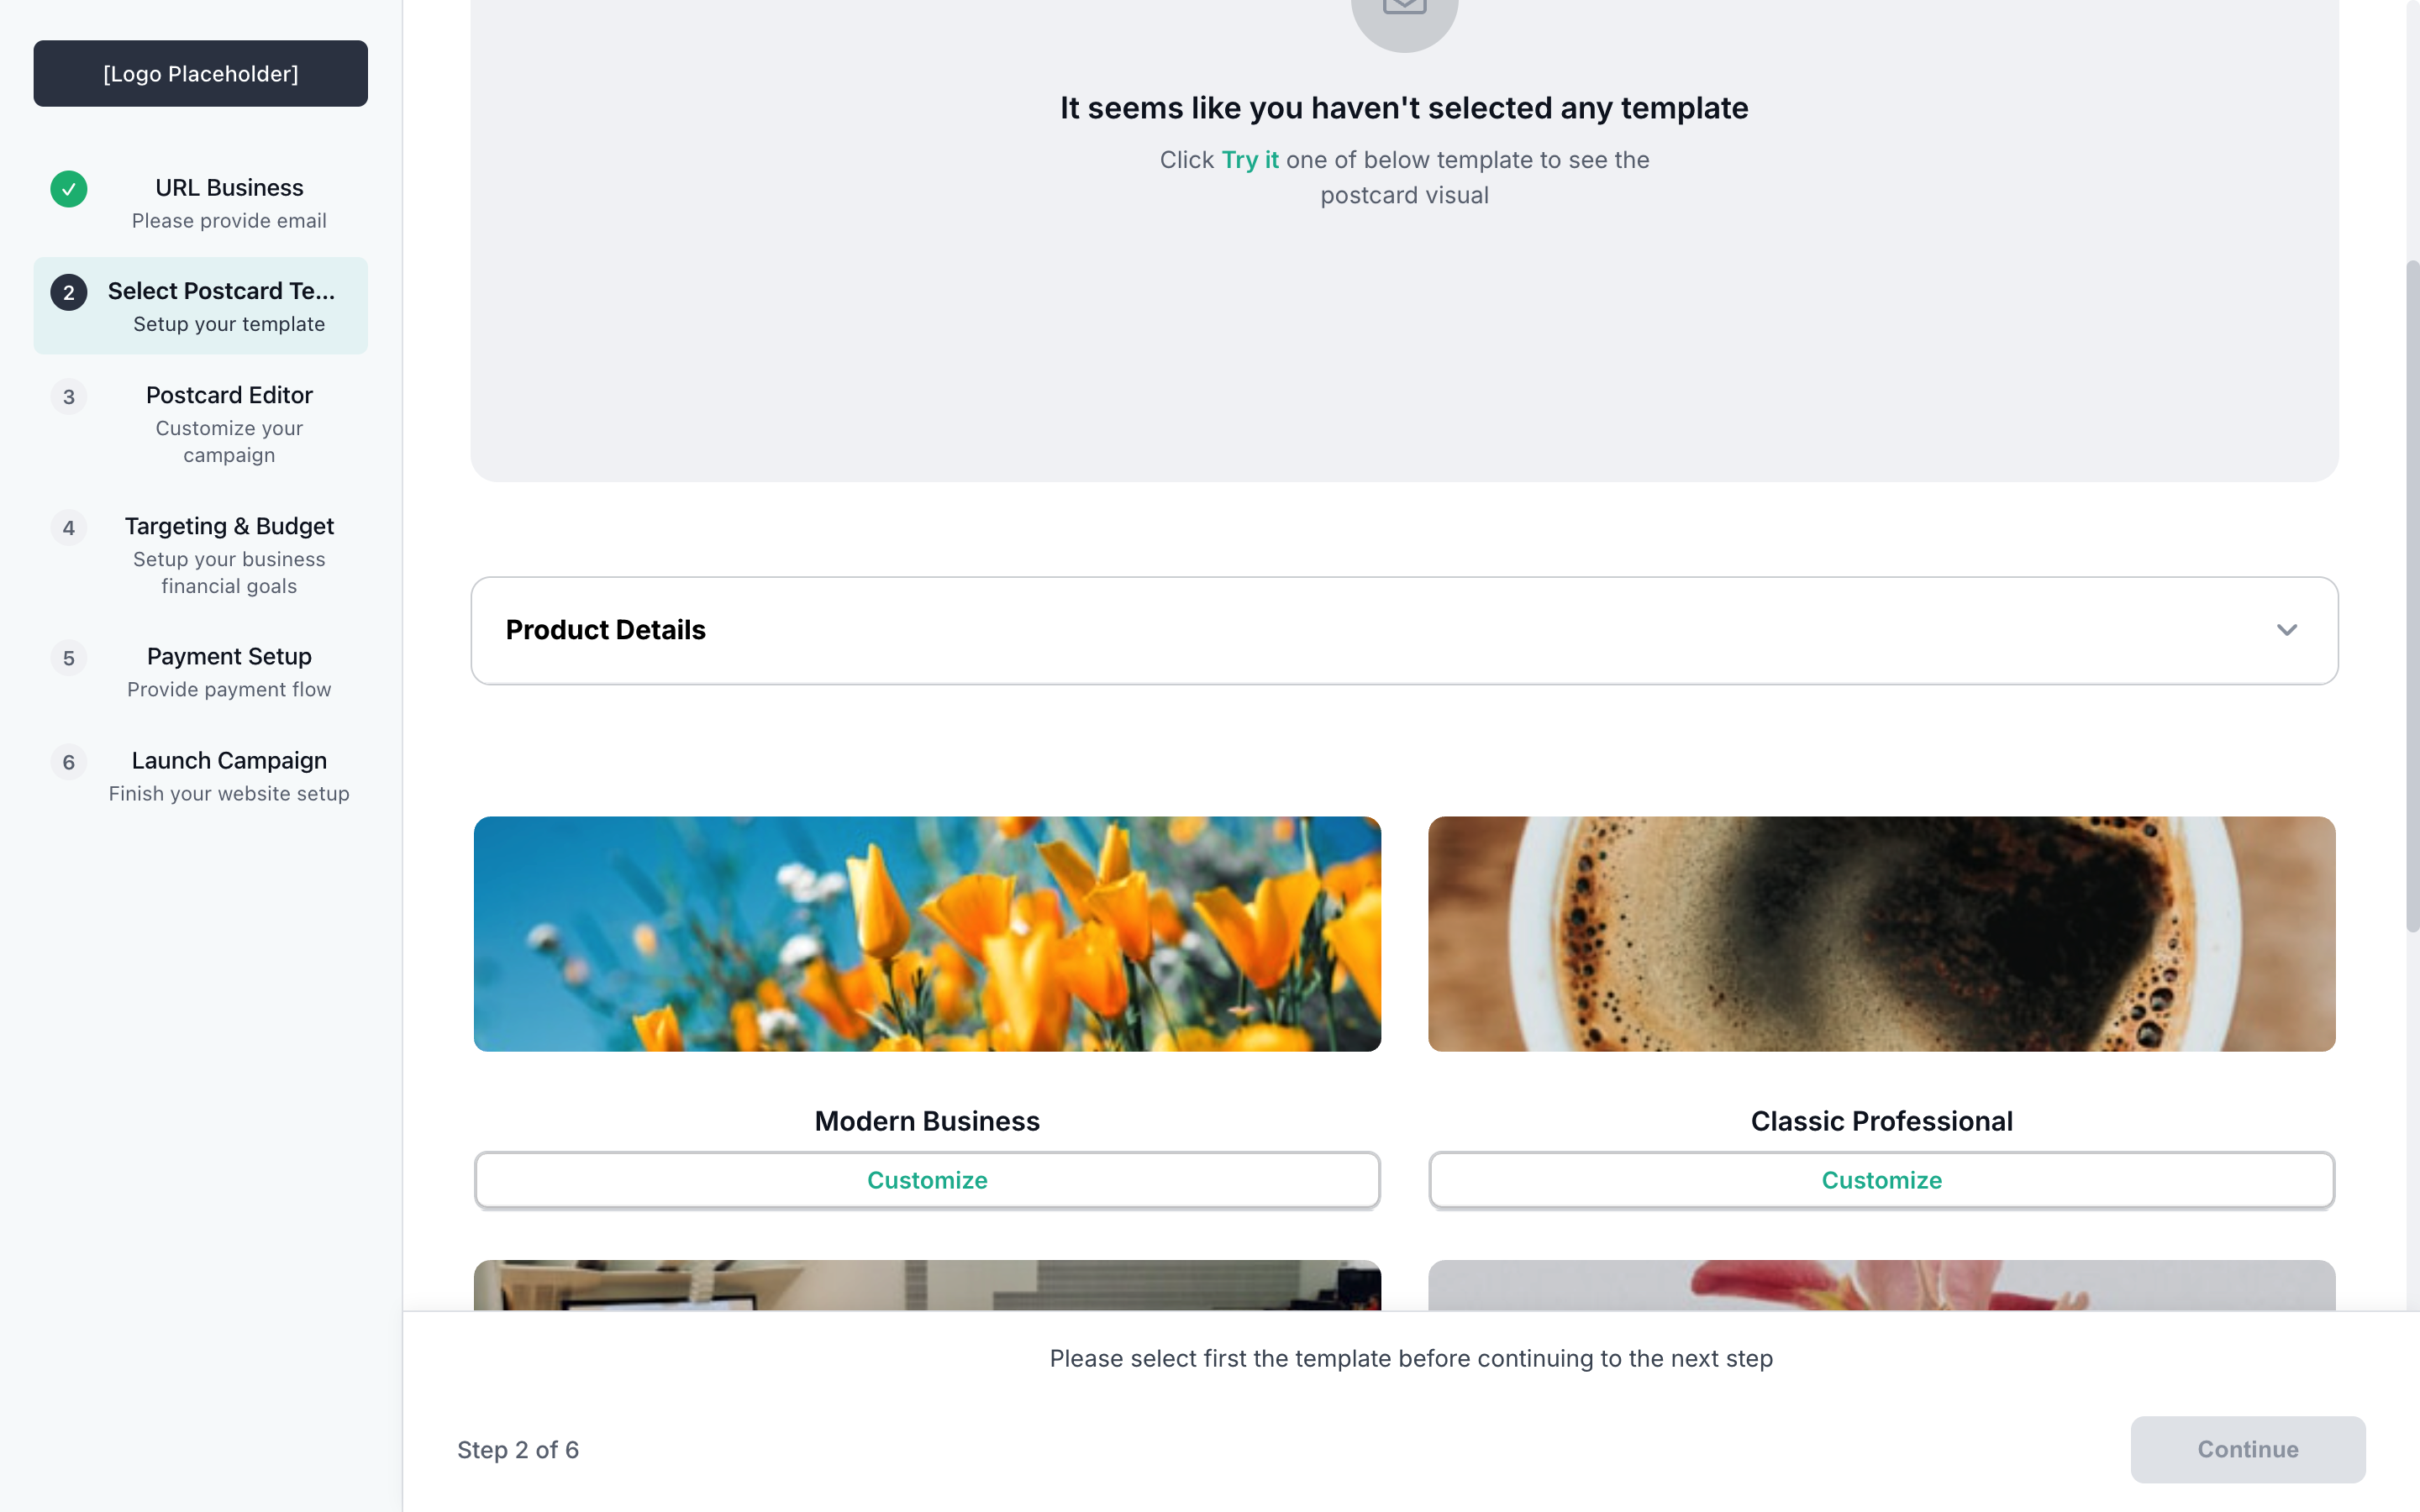 [Logo Placeholder]
URL Business
Please provide email
2
Select Postcard Te...
Setup your template
3
Postcard Editor
Customize your
campaign
4
Targeting & Budget
Setup your business
financial goals
5
Payment Setup
Provide payment flow
6
Launch Campaign
Finish your website setup
It seems like you haven't selected any template
Click Try it one of below template to see the
postcard visual
Product Details
Modern Business
Customize
Classic Professional
Customize
Please select first the template before continuing to the next step
Step 2 of 6
Continue